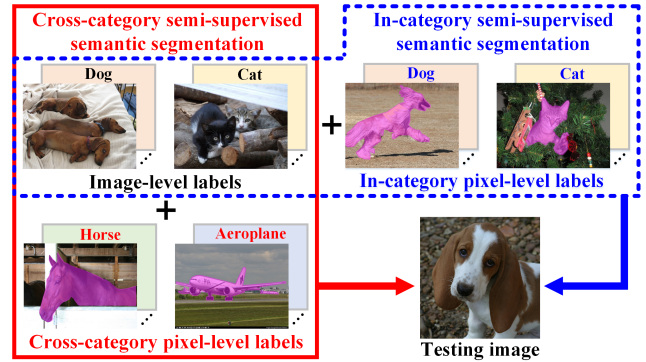 Cross-category semi-supervised
semantic segmentation
In-category semi-supervised
semantic segmentation
Dog
Cat
Dog
Cat
+
Image-level labels
In-category pixel-level labels
+
Horse
Aeroplane
Cross-category pixel-level labels
Testing image